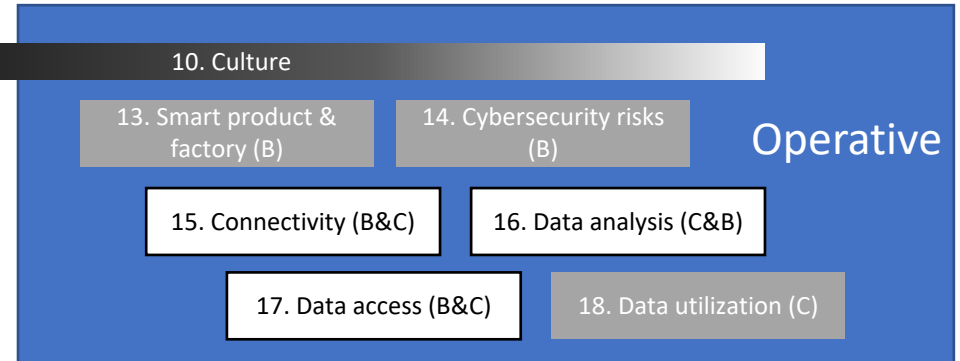 10. Culture
13. Smart product &
factory (B)
14. Cybersecurity risks
(B)
Operative
15. Connectivity (B&C)
16. Data analysis (C&B)
17. Data access (B&C)
18. Data utilization (C)